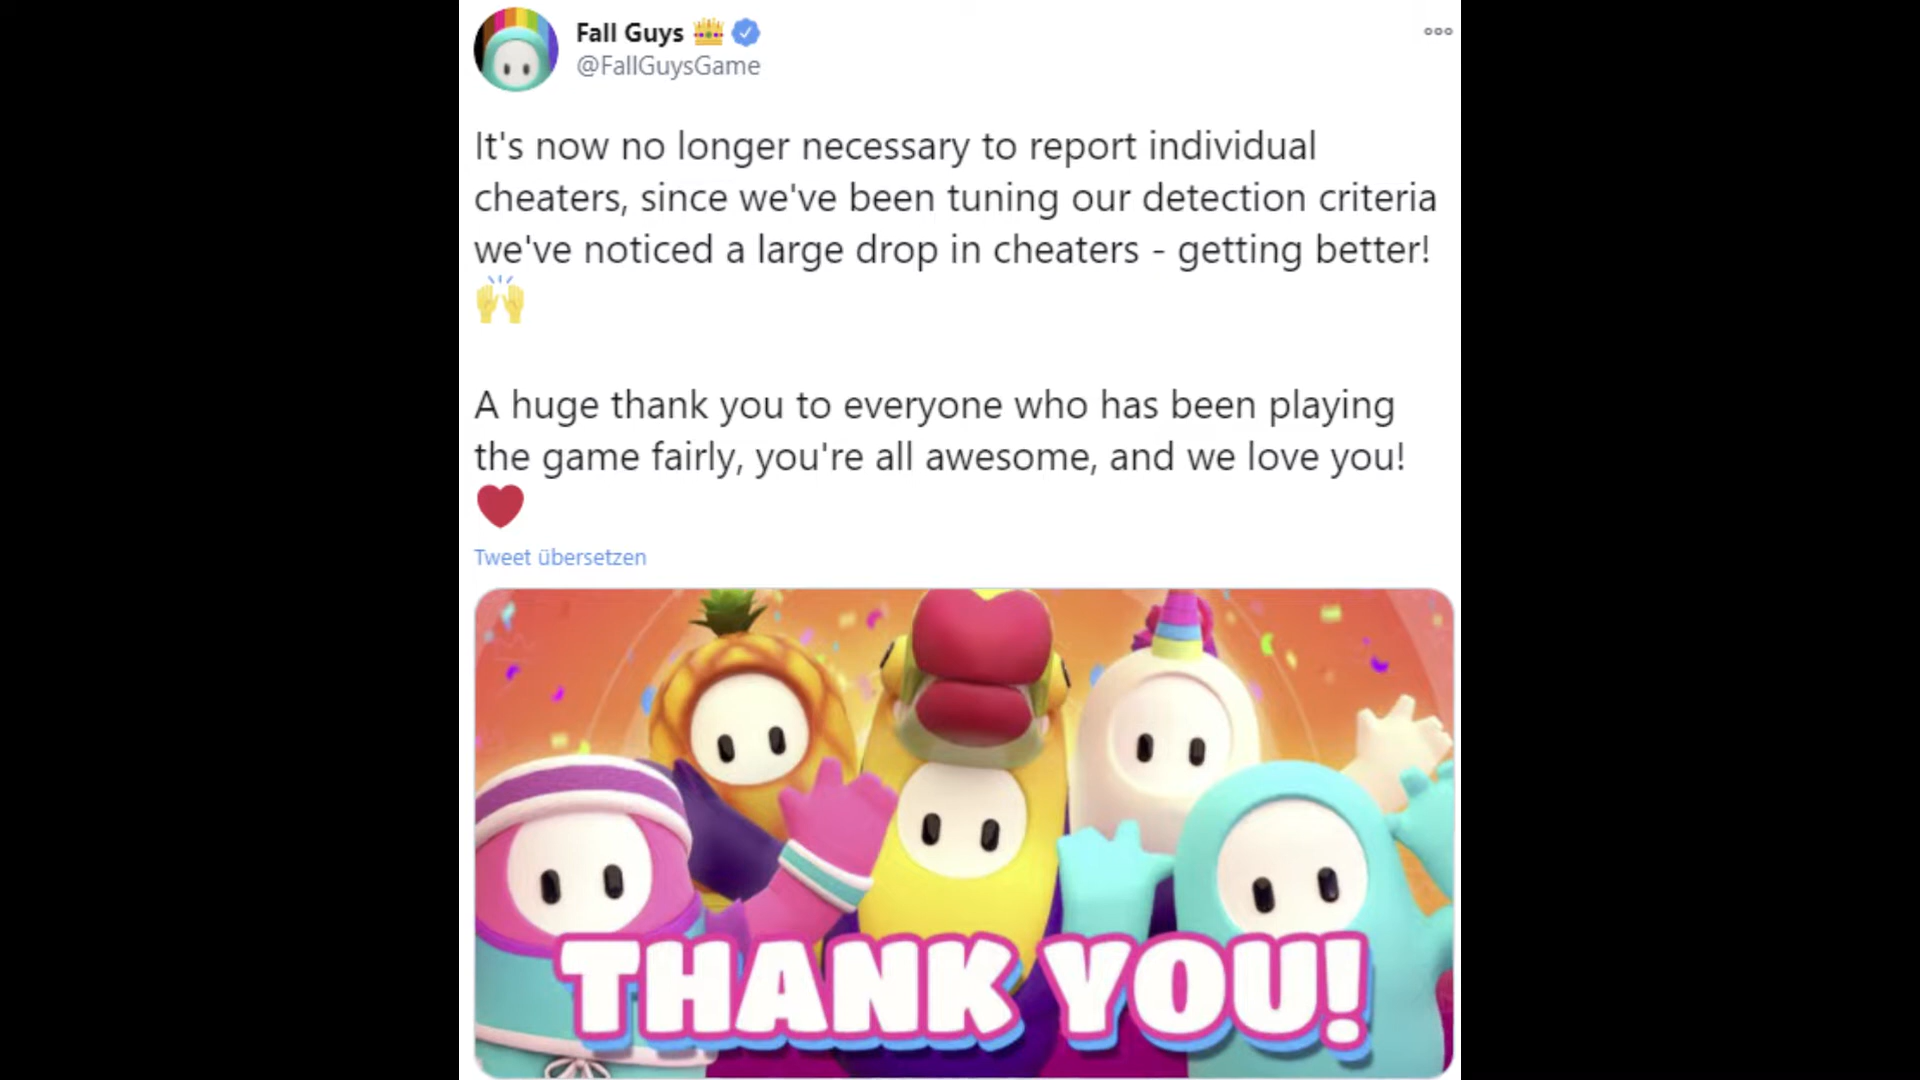 Fall Guys 👑
@FallGuysGame
It's now no longer necessary to report individual
cheaters, since we've been tuning our detection criteria
we've noticed a large drop in cheaters - getting better!
🙌
A huge thank you to everyone who has been playing
the game fairly, you're all awesome, and we love you!
❤️
Tweet übersetzen
THANK YOU!